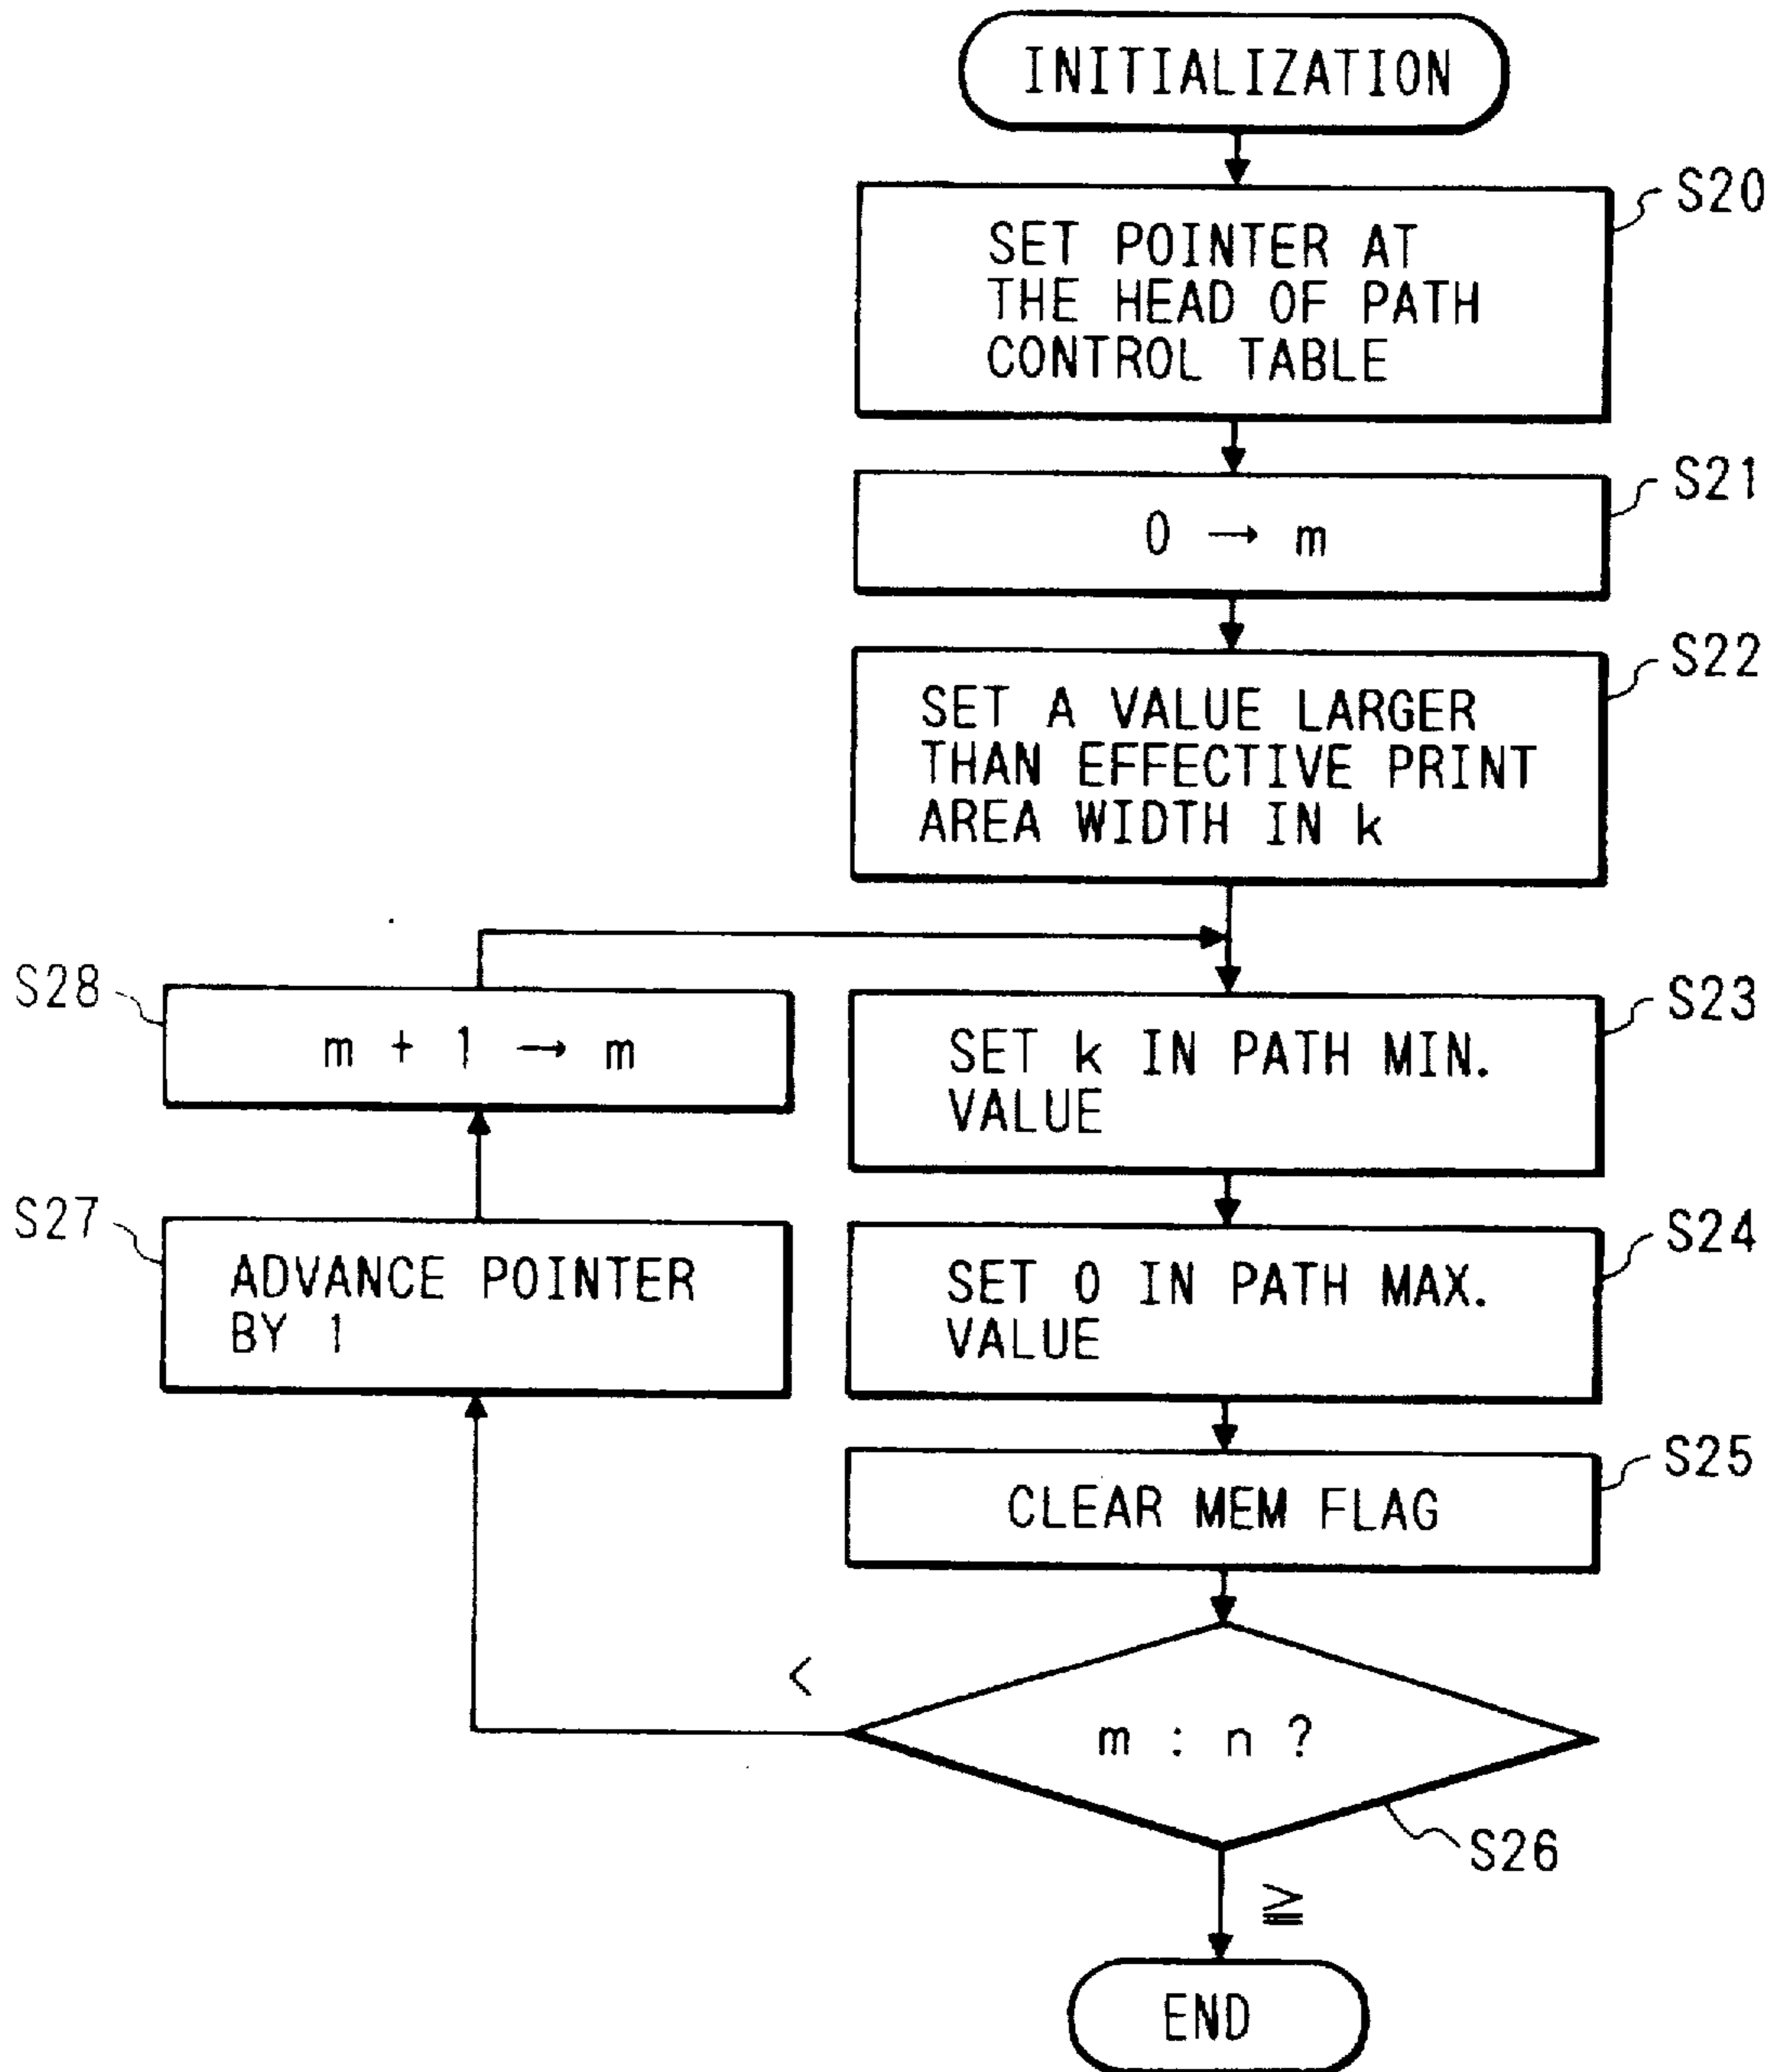 INITIALIZATION
S20
SET POINTER AT
THE HEAD OF PATH
CONTROL TABLE
S21
0 → m
S22
SET A VALUE LARGER
THAN EFFECTIVE PRINT
AREA WIDTH IN k
S28
m + 1 → m
S23
SET k IN PATH MIN.
VALUE
S27
ADVANCE POINTER
BY 1
S24
SET 0 IN PATH MAX.
VALUE
S25
CLEAR MEM FLAG
<
m : n ?
S26
≧
END